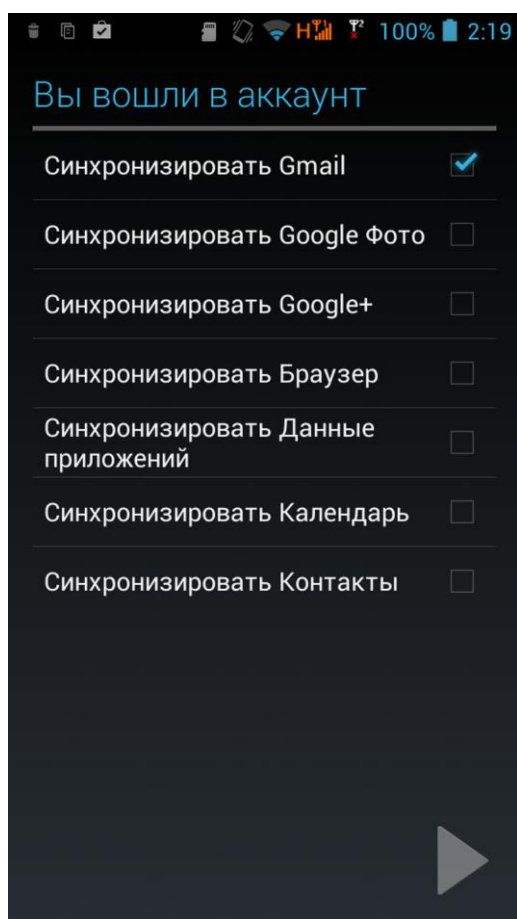 H 2 100% 2:19
Вы вошли в аккаунт
Синхронизировать Gmail
Синхронизировать Google Фото
Синхронизировать Google+
Синхронизировать Браузер
Синхронизировать Данные
приложений
Синхронизировать Календарь
Синхронизировать Контакты